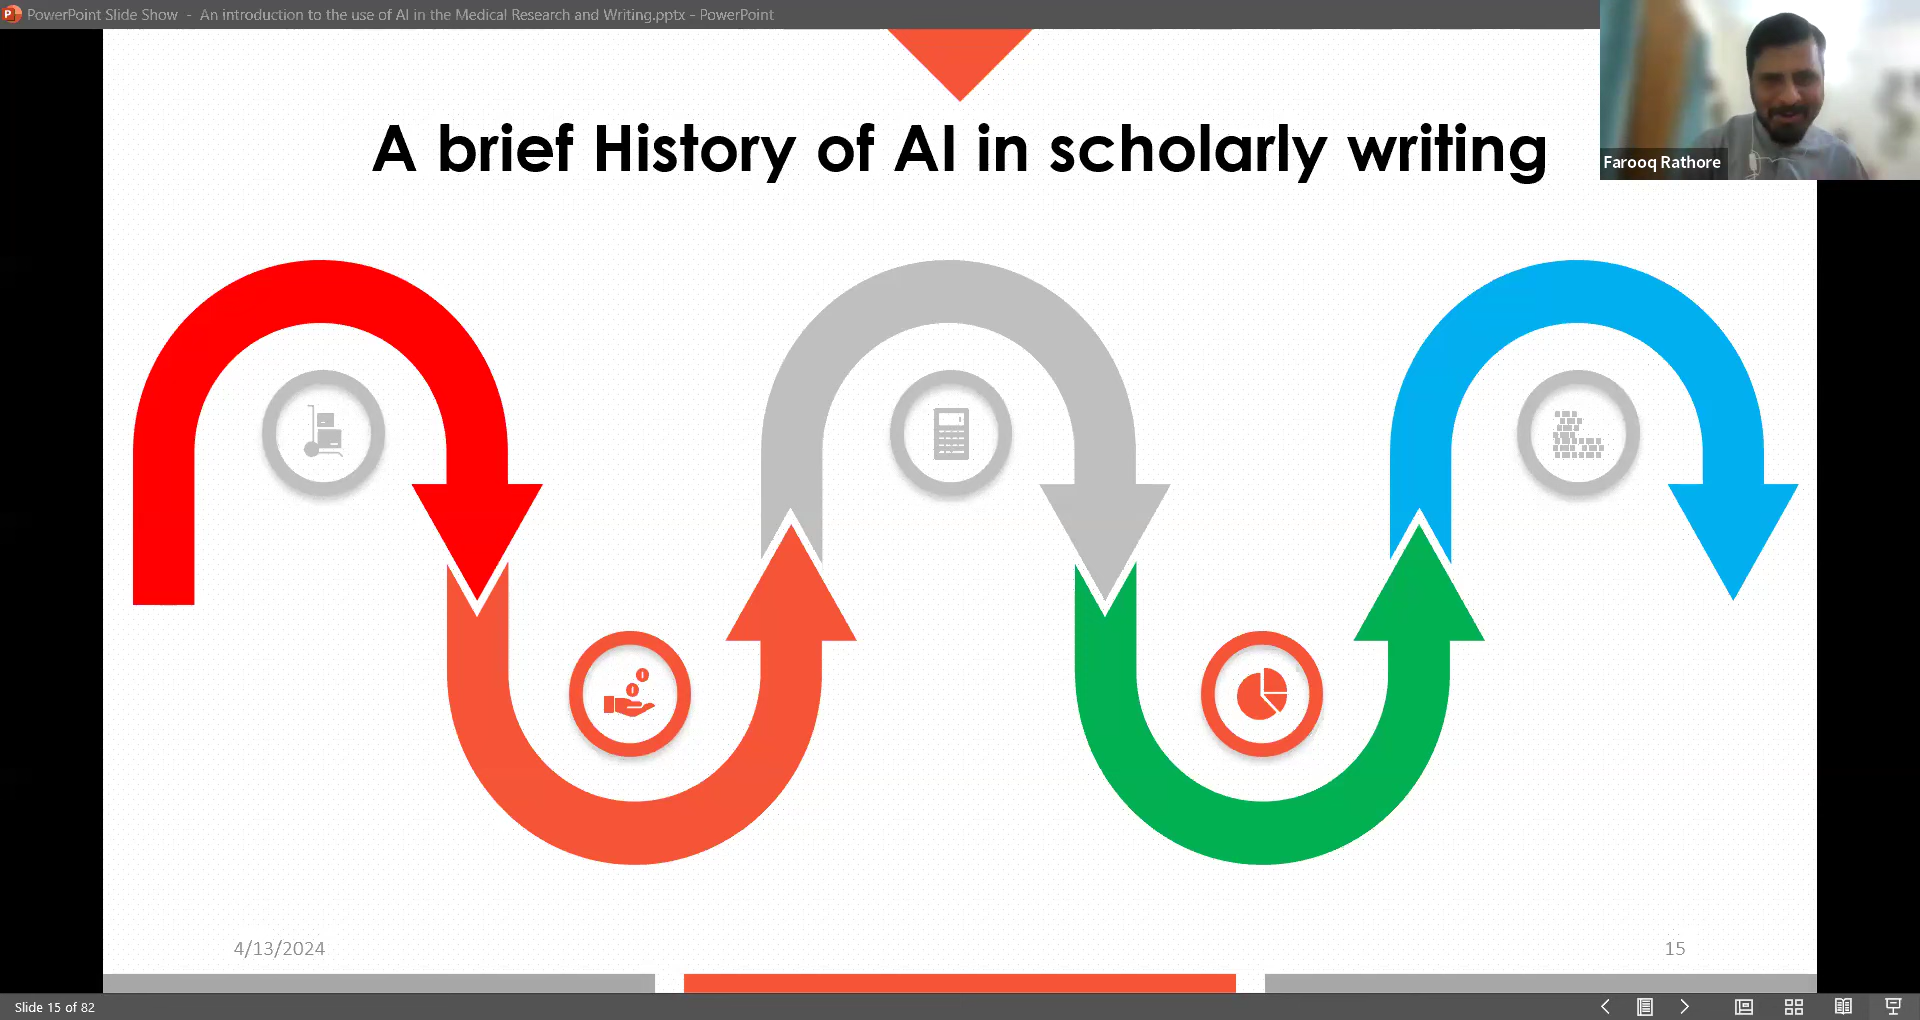 PowerPoint Slide Show - An introduction to the use of AI in the Medical Research and Writing.pptx - PowerPoint
A brief History of AI in scholarly writing
Farooq Rathore
4/13/2024
15
Slide 15 of 82